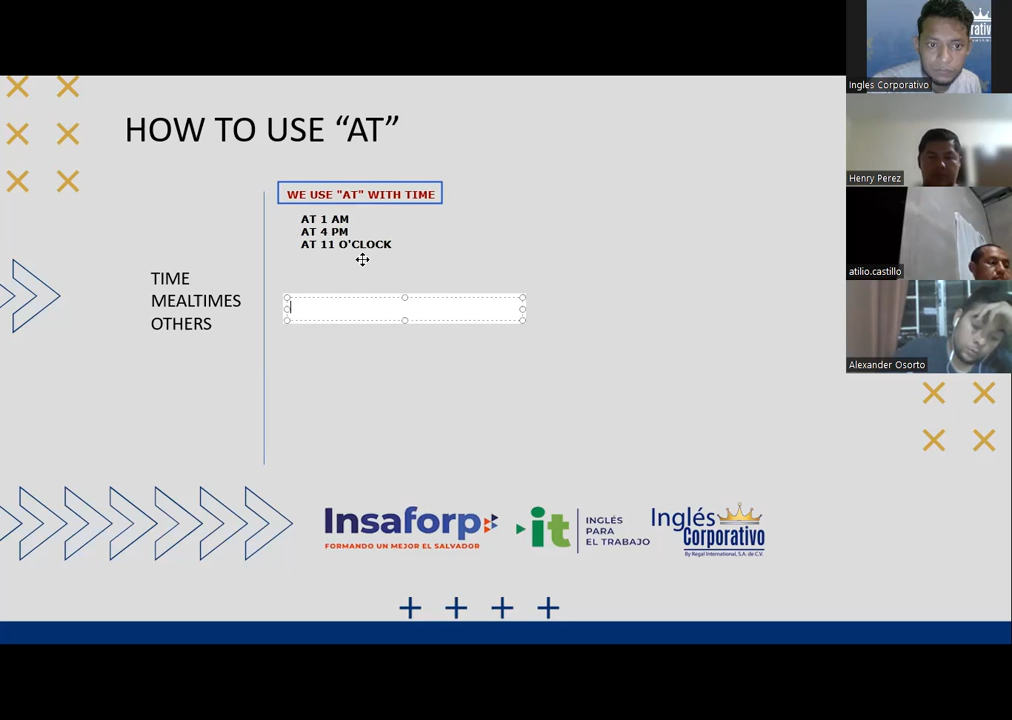 HOW TO USE “AT”
WE USE "AT" WITH TIME
AT 1 AM
AT 4 PM
AT 11 O'CLOCK
TIME
MEALTIMES
OTHERS
Insaforp
FORMANDO UN MEJOR EL SALVADOR
it
INGLÉS
PARA
EL TRABAJO
Inglés
Corporativo
By Regal International, S.A. de C.V.
rativ
Ingles Corporativo
Henry Perez
atilio.castillo
Alexander Osorto